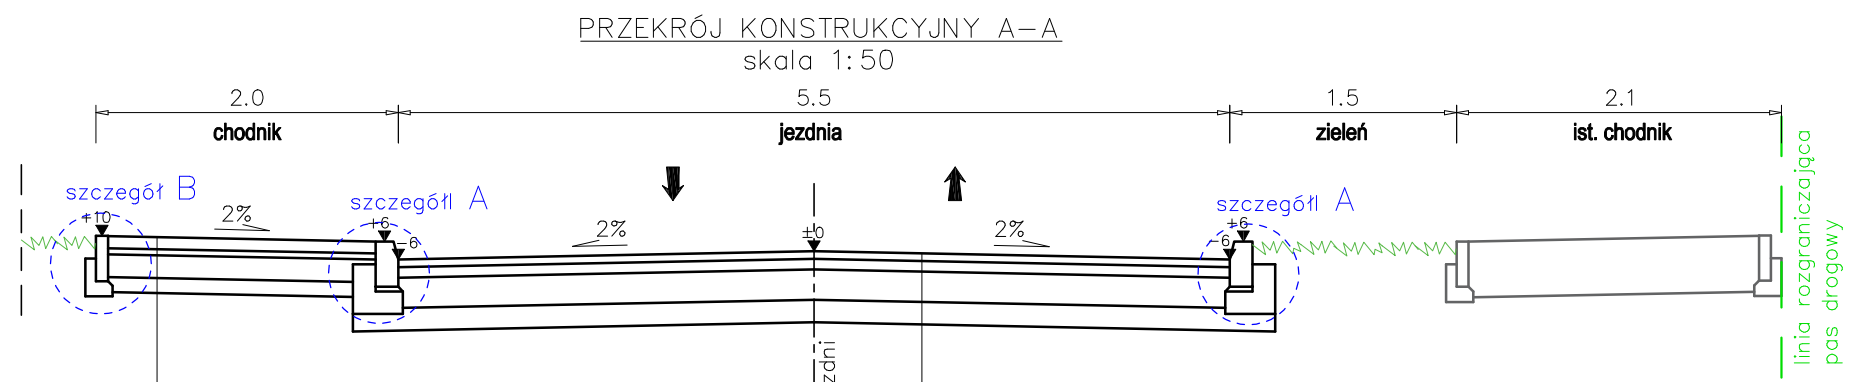 PRZEKRÓJ KONSTRUKCYJNY A-A
skala 1:50
2.0 5.5 1.5 2.1
chodnik jezdnia zieleń ist. chodnik
szczegół B
szczegółl A
szczegółl A
+10
2%
+6
-6
2%
±0
2%
-6
+6
zdni
linia rozgraniczająca
pas drogowy